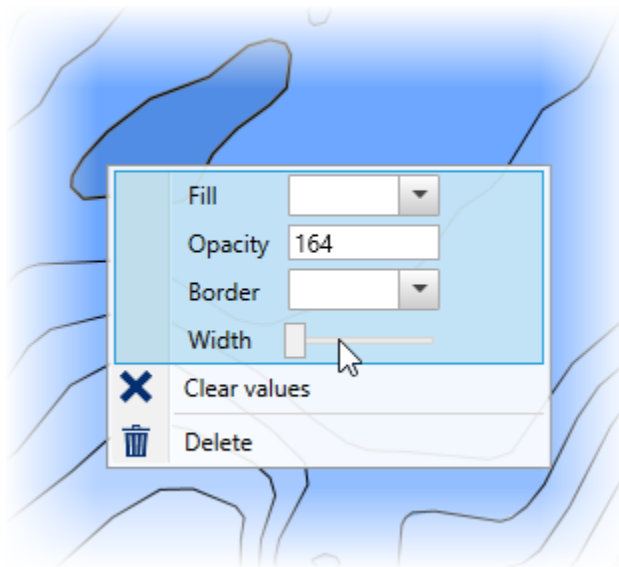 Fill
Opacity 164
Border
Width
Clear values
Delete